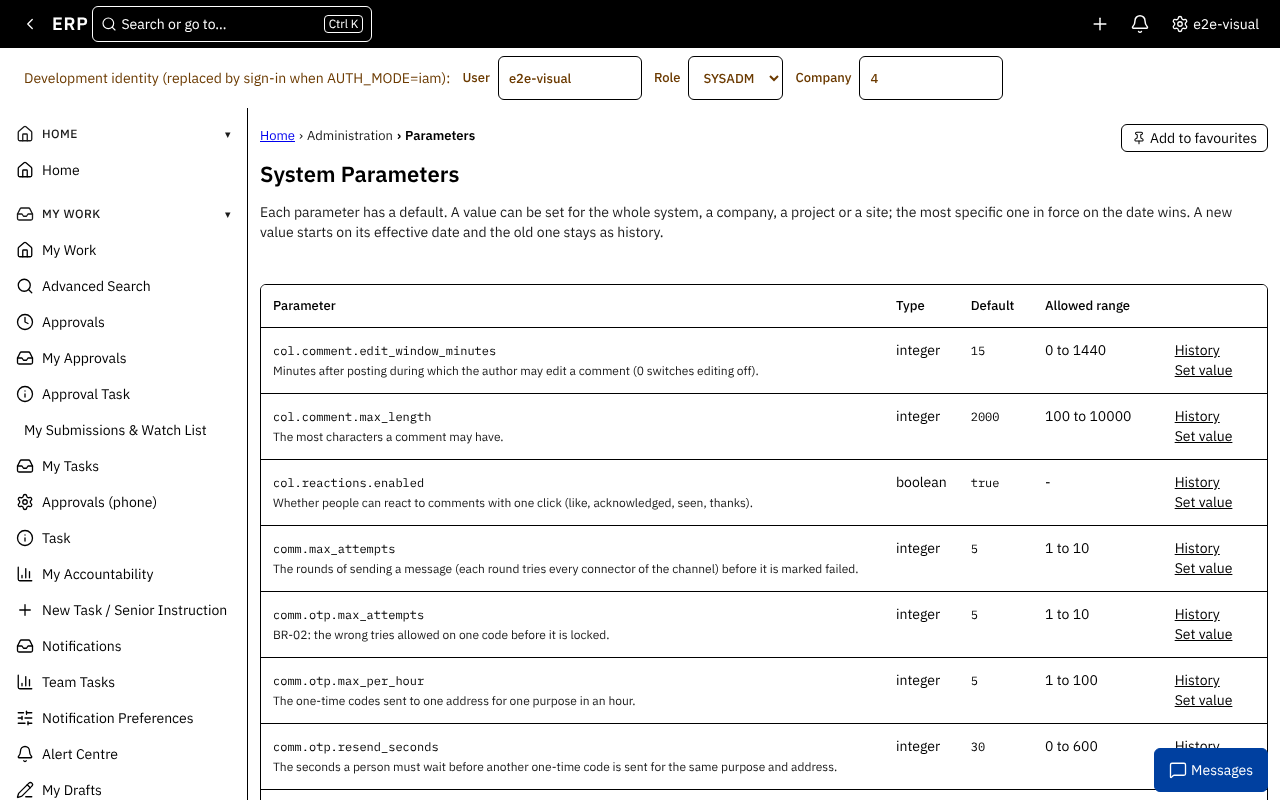 ERP
Search or go to...
Ctrl K
e2e-visual
Development identity (replaced by sign-in when AUTH_MODE=iam):
User
e2e-visual
Role
SYSADM
Company
4
HOME
Home
MY WORK
My Work
Advanced Search
Approvals
My Approvals
Approval Task
My Submissions & Watch List
My Tasks
Approvals (phone)
Task
My Accountability
New Task / Senior Instruction
Notifications
Team Tasks
Notification Preferences
Alert Centre
My Drafts
Home › Administration › Parameters
Add to favourites
System Parameters
Each parameter has a default. A value can be set for the whole system, a company, a project or a site; the most specific one in force on the date wins. A new
value starts on its effective date and the old one stays as history.
Parameter Type Default Allowed range
col.comment.edit_window_minutes integer 15 0 to 1440 History
Minutes after posting during which the author may edit a comment (0 switches editing off). Set value
col.comment.max_length integer 2000 100 to 10000 History
The most characters a comment may have. Set value
col.reactions.enabled boolean true - History
Whether people can react to comments with one click (like, acknowledged, seen, thanks). Set value
comm.max_attempts integer 5 1 to 10 History
The rounds of sending a message (each round tries every connector of the channel) before it is marked failed. Set value
comm.otp.max_attempts integer 5 1 to 10 History
BR-02: the wrong tries allowed on one code before it is locked. Set value
comm.otp.max_per_hour integer 5 1 to 100 History
The one-time codes sent to one address for one purpose in an hour. Set value
comm.otp.resend_seconds integer 30 0 to 600 History
The seconds a person must wait before another one-time code is sent for the same purpose and address.
Messages